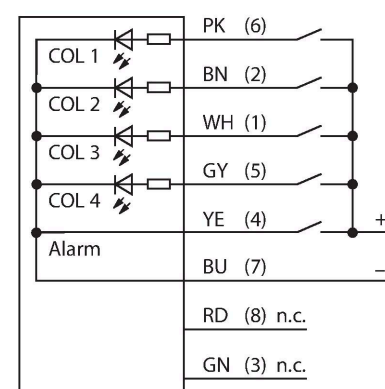 PK (6)
COL 1
BN (2)
COL 2
WH (1)
COL 3
GY (5)
COL 4
YE (4) +
Alarm
BU (7) –
RD (8) n.c.
GN (3) n.c.